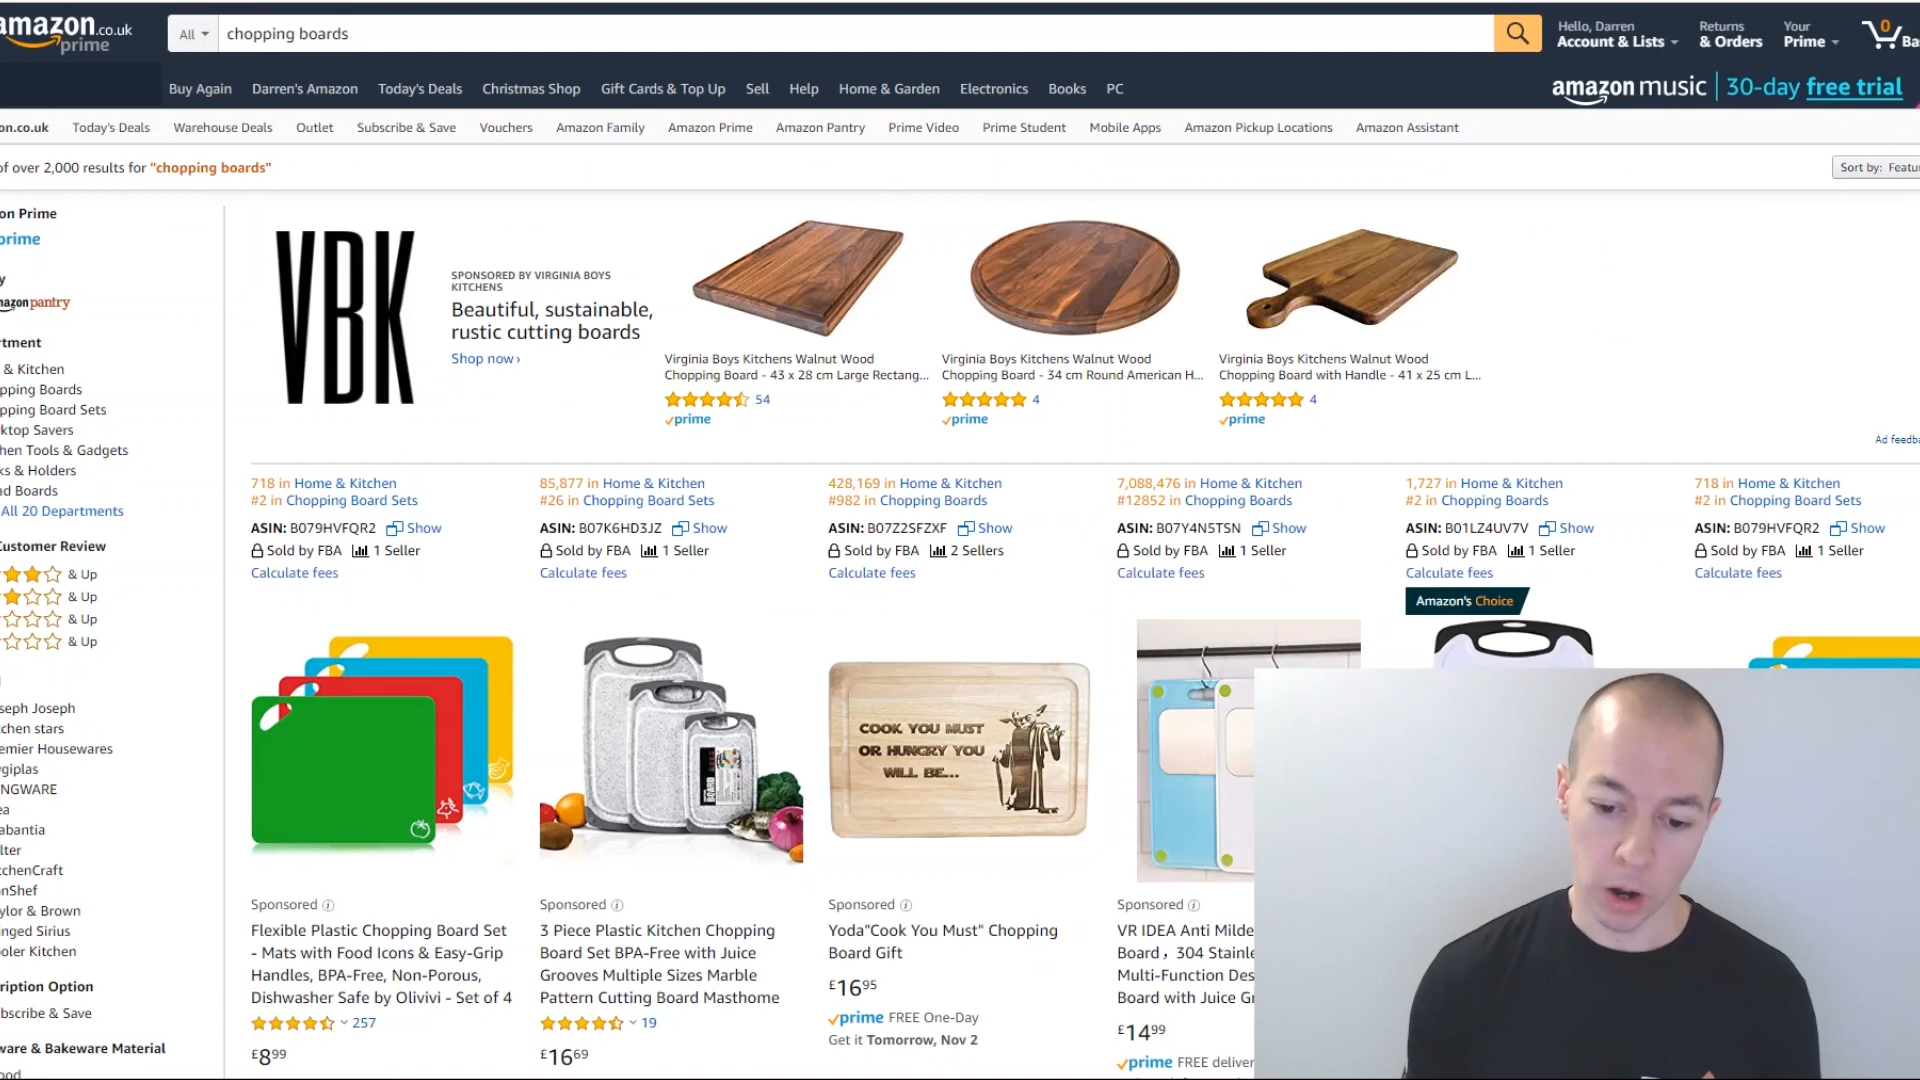 amazon.co.uk
prime
All
chopping boards
Hello, Darren
Account & Lists
Returns
& Orders
Your
Prime
0
Buy Again Darren's Amazon Today's Deals Christmas Shop Gift Cards & Top Up Sell Help Home & Garden Electronics Books PC
amazon music 30-day free trial
on.co.uk Today's Deals Warehouse Deals Outlet Subscribe & Save Vouchers Amazon Family Amazon Prime Amazon Pantry Prime Video Prime Student Mobile Apps Amazon Pickup Locations Amazon Assistant
of over 2,000 results for "chopping boards"
Sort by: Featu
on Prime
prime
y
azon pantry
rtment
& Kitchen
pping Boards
pping Board Sets
ktop Savers
hen Tools & Gadgets
ks & Holders
ad Boards
All 20 Departments
Customer Review
& Up
& Up
& Up
& Up
seph Joseph
tchen stars
emier Housewares
giplas
NGWARE
ea
abantia
lter
tchenCraft
onShef
ylor & Brown
nged Sirius
ooler Kitchen
ription Option
bscribe & Save
ware & Bakeware Material
ood
VBK
SPONSORED BY VIRGINIA BOYS
KITCHENS
Beautiful, sustainable,
rustic cutting boards
Shop now ›
Virginia Boys Kitchens Walnut Wood
Chopping Board - 43 x 28 cm Large Rectang...
54
prime
Virginia Boys Kitchens Walnut Wood
Chopping Board - 34 cm Round American H...
4
prime
Virginia Boys Kitchens Walnut Wood
Chopping Board with Handle - 41 x 25 cm L...
4
prime
Ad feedba
718 in Home & Kitchen
#2 in Chopping Board Sets
ASIN: B079HVFQR2 Show
Sold by FBA 1 Seller
Calculate fees
85,877 in Home & Kitchen
#26 in Chopping Board Sets
ASIN: B07K6HD3JZ Show
Sold by FBA 1 Seller
Calculate fees
428,169 in Home & Kitchen
#982 in Chopping Boards
ASIN: B07Z2SFZXF Show
Sold by FBA 2 Sellers
Calculate fees
7,088,476 in Home & Kitchen
#12852 in Chopping Boards
ASIN: B07Y4N5TSN Show
Sold by FBA 1 Seller
Calculate fees
1,727 in Home & Kitchen
#2 in Chopping Boards
ASIN: B01LZ4UV7V Show
Sold by FBA 1 Seller
Calculate fees
Amazon's Choice
718 in Home & Kitchen
#2 in Chopping Board Sets
ASIN: B079HVFQR2 Show
Sold by FBA 1 Seller
Calculate fees
COOK YOU MUST
OR HUNGRY YOU
WILL BE...
Sponsored
Flexible Plastic Chopping Board Set
- Mats with Food Icons & Easy-Grip
Handles, BPA-Free, Non-Porous,
Dishwasher Safe by Olivivi - Set of 4
257
£899
Sponsored
3 Piece Plastic Kitchen Chopping
Board Set BPA-Free with Juice
Grooves Multiple Sizes Marble
Pattern Cutting Board Masthome
19
£1669
Sponsored
Yoda"Cook You Must" Chopping
Board Gift
£1695
prime FREE One-Day
Get it Tomorrow, Nov 2
Sponsored
VR IDEA Anti Milde
Board，304 Stainle
Multi-Function Des
Board with Juice Gr
£1499
prime FREE deliver